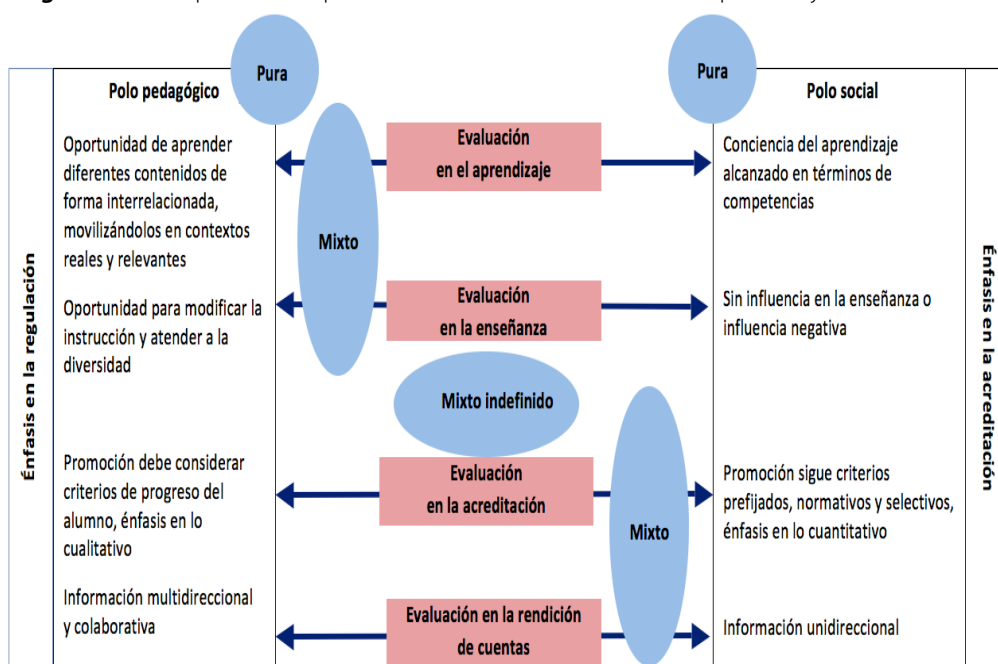 Pura
Pura
Polo pedagógico
Polo social
Énfasis en la regulación
Énfasis en la acreditación
Oportunidad de aprender
diferentes contenidos de
forma interrelacionada,
movilizándolos en contextos
reales y relevantes
Evaluación
en el aprendizaje
Conciencia del aprendizaje
alcanzado en términos de
competencias
Mixto
Oportunidad para modificar la
instrucción y atender a la
diversidad
Evaluación
en la enseñanza
Sin influencia en la enseñanza o
influencia negativa
Mixto indefinido
Promoción debe considerar
criterios de progreso del
alumno, énfasis en lo
cualitativo
Evaluación
en la acreditación
Promoción sigue criterios
prefijados, normativos y selectivos,
énfasis en lo cuantitativo
Mixto
Información multidireccional
y colaborativa
Evaluación en la rendición
de cuentas
Información unidireccional